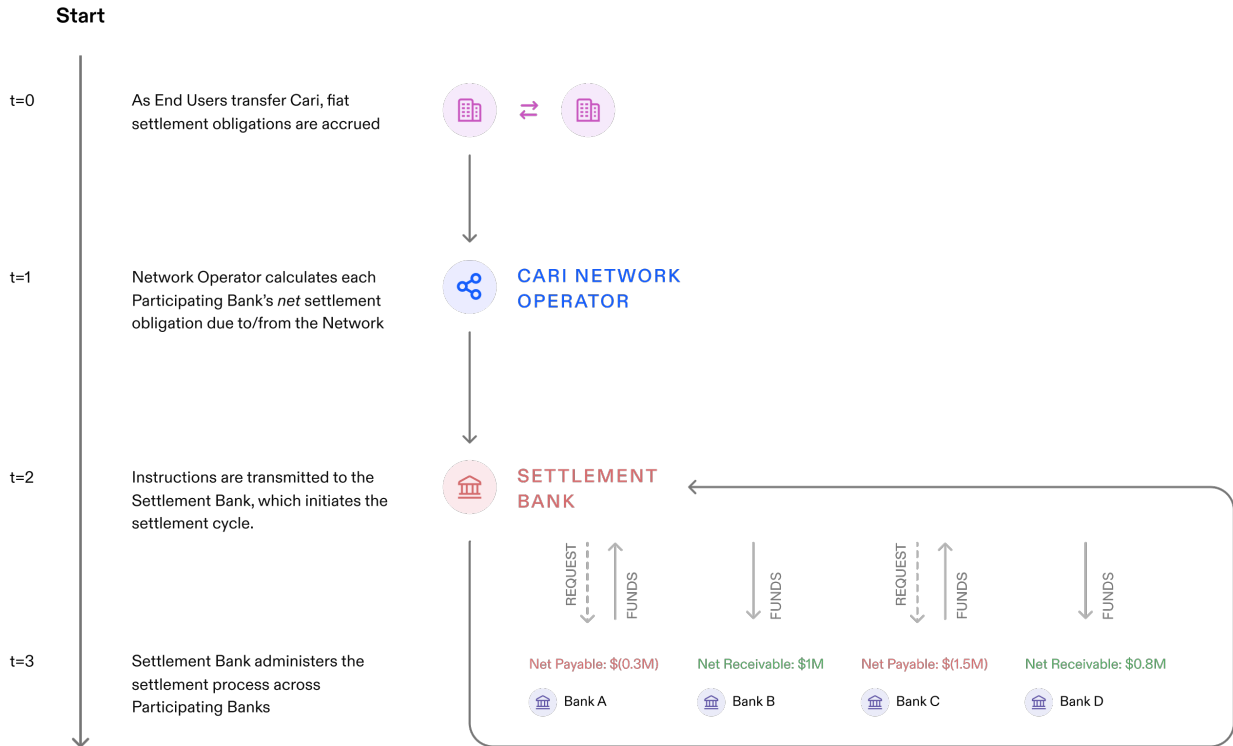 Start
t=0
As End Users transfer Cari, fiat
settlement obligations are accrued
t=1
Network Operator calculates each
Participating Bank’s net settlement
obligation due to/from the Network
CARI NETWORK
OPERATOR
t=2
Instructions are transmitted to the
Settlement Bank, which initiates the
settlement cycle.
SETTLEMENT
BANK
REQUEST
FUNDS
FUNDS
REQUEST
FUNDS
FUNDS
t=3
Settlement Bank administers the
settlement process across
Participating Banks
Net Payable: $(0.3M)
Bank A
Net Receivable: $1M
Bank B
Net Payable: $(1.5M)
Bank C
Net Receivable: $0.8M
Bank D